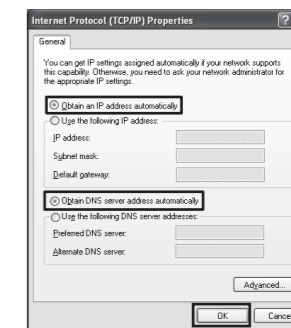 Internet Protocol (TCP/IP) Properties
?
General
You can get IP settings assigned automatically if your network supports
this capability. Otherwise, you need to ask your network administrator for
the appropriate IP settings.
Obtain an IP address automatically
Use the following IP address:
IP address:
Subnet mask:
Default gateway:
Obtain DNS server address automatically
Use the following DNS server addresses:
Preferred DNS server:
Alternate DNS server:
Advanced...
OK
Cance